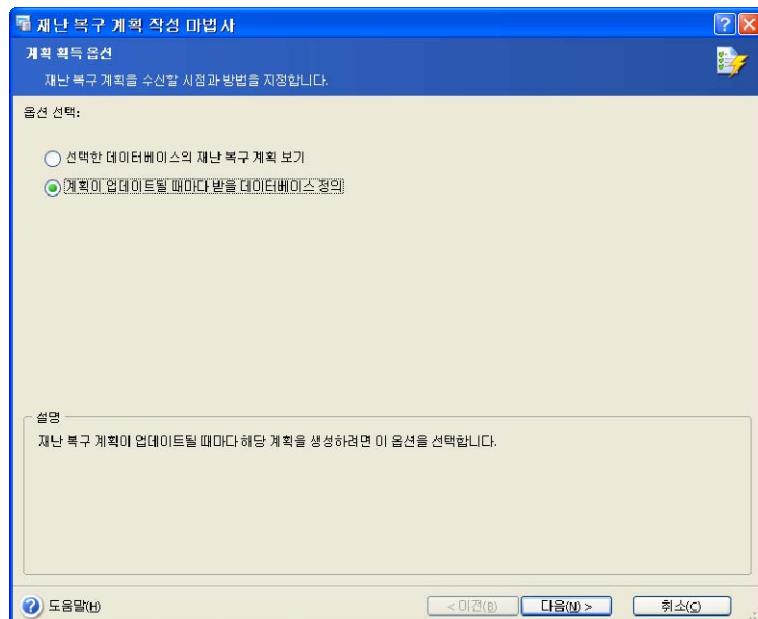 재난 복구 계획 작성 마법사
계획 획득 옵션
재난 복구 계획을 수신할 시점과 방법을 지정합니다.
옵션 선택:
선택한 데이터베이스의 재난 복구 계획 보기
계획이 업데이트될 때마다 받을 데이터베이스 정의
설명
재난 복구 계획이 업데이트될 때마다 해당 계획을 생성하려면 이 옵션을 선택합니다.
도움말(H)
< 이전(B)
다음(N) >
취소(C)